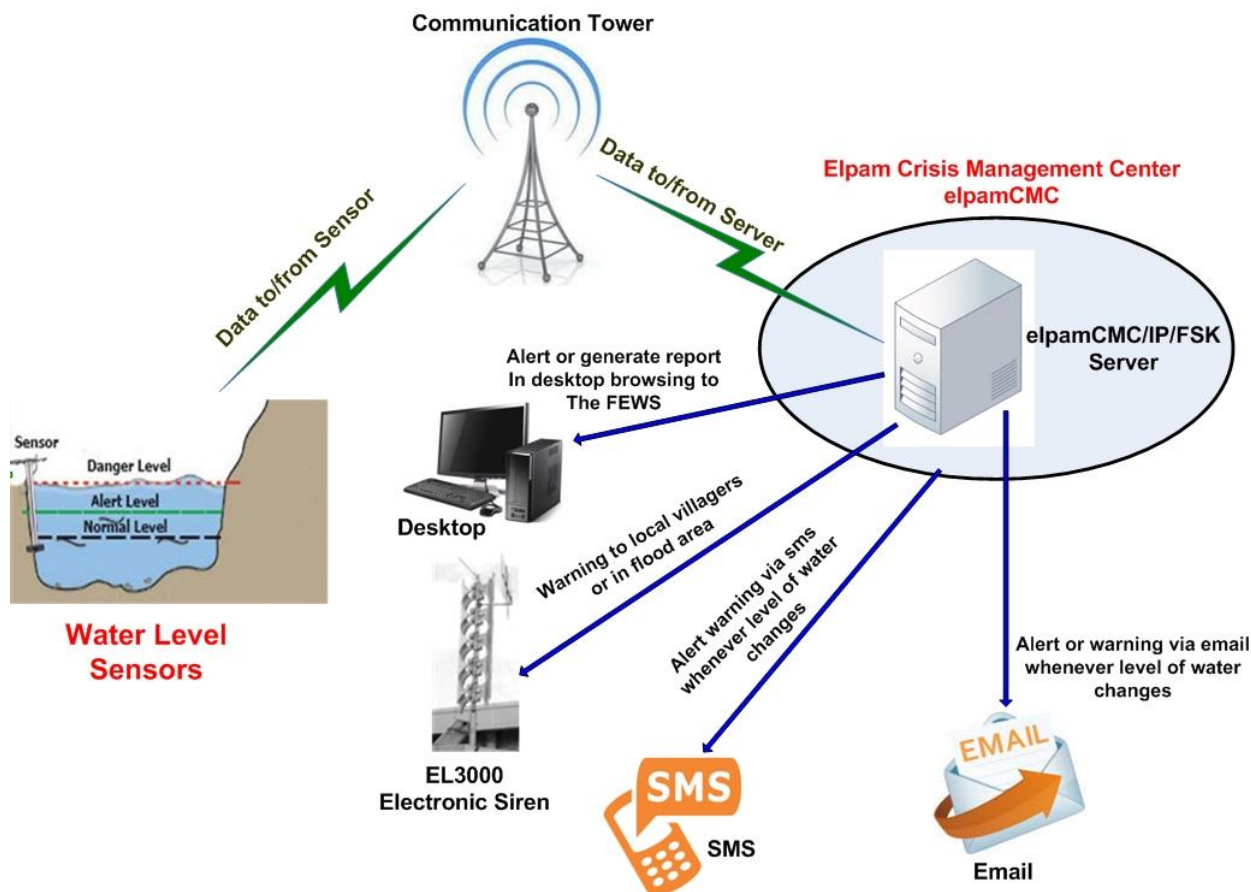 Communication Tower
Data to/from Sensor
Data to/from Server
Elpam Crisis Management Center
elpamCMC
elpamCMC/IP/FSK
Server
Alert or generate report
In desktop browsing to
The FEWS
Sensor
Danger Level
Alert Level
Normal Level
Water Level
Sensors
Desktop
Warning to local villagers
or in flood area
Alert warning via sms
whenever level of water
changes
Alert or warning via email
whenever level of water
changes
EL3000
Electronic Siren
SMS
SMS
EMAIL
Email